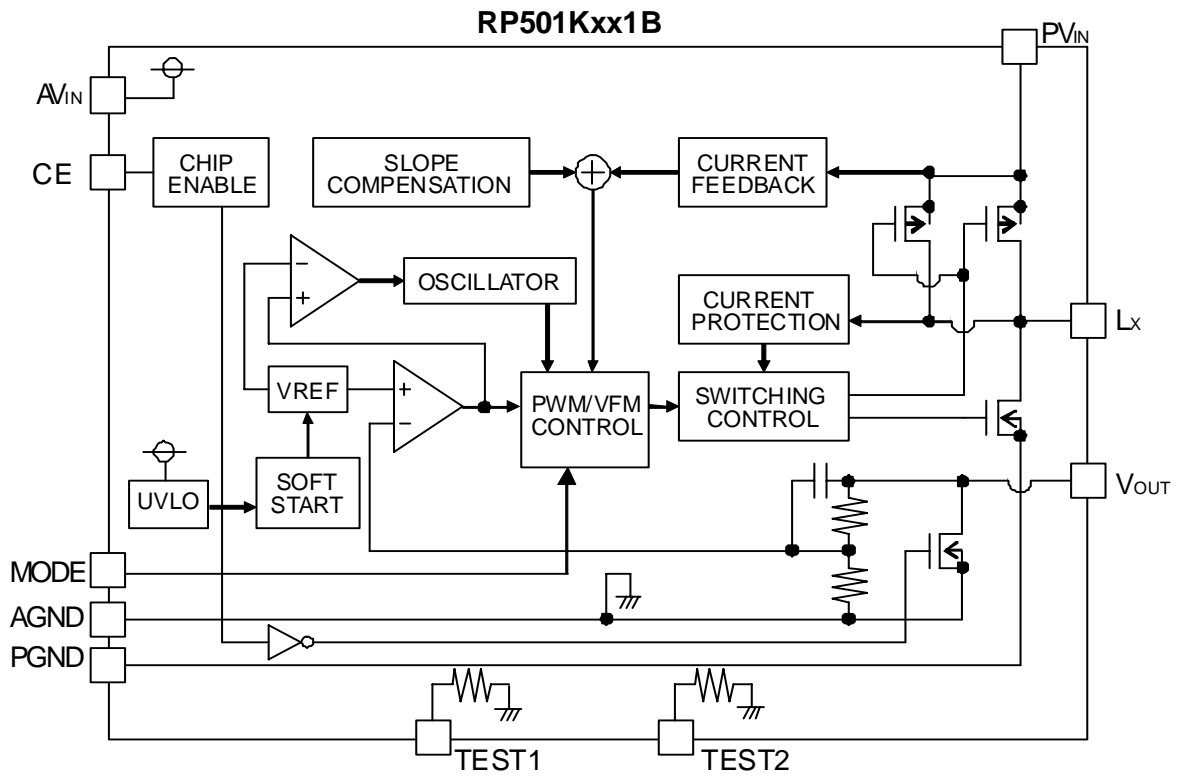 RP501Kxx1B
PVIN
AVIN
CE
CHIP
ENABLE
SLOPE
COMPENSATION
+
CURRENT
FEEDBACK
−
+
OSCILLATOR
CURRENT
PROTECTION
LX
VREF
+
−
PWM/VFM
CONTROL
SWITCHING
CONTROL
UVLO
SOFT
START
VOUT
MODE
AGND
PGND
TEST1
TEST2